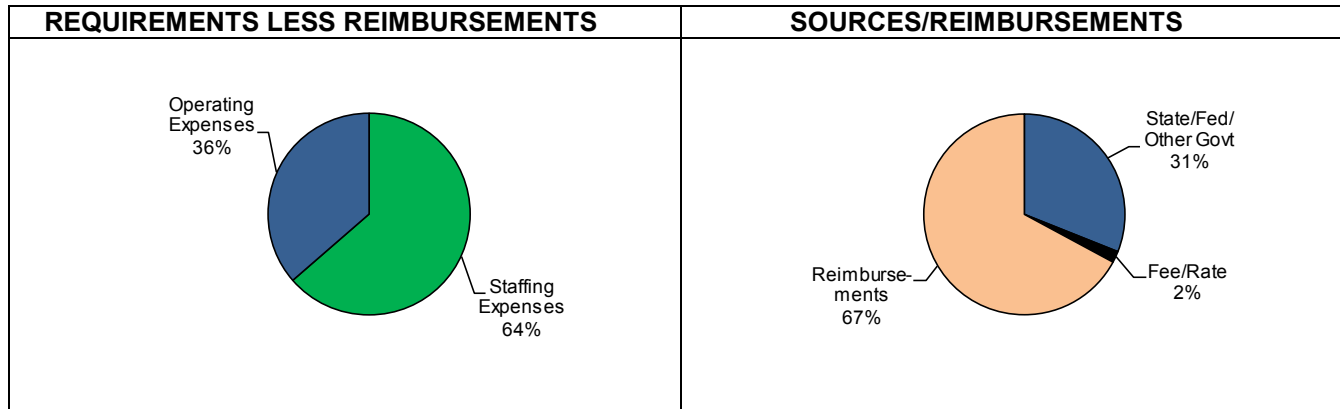 REQUIREMENTS LESS REIMBURSEMENTS
Operating
Expenses
36%
Staffing
Expenses
64%
SOURCES/REIMBURSEMENTS
State/Fed/
Other Govt
31%
Fee/Rate
2%
Reimburse-
ments
67%